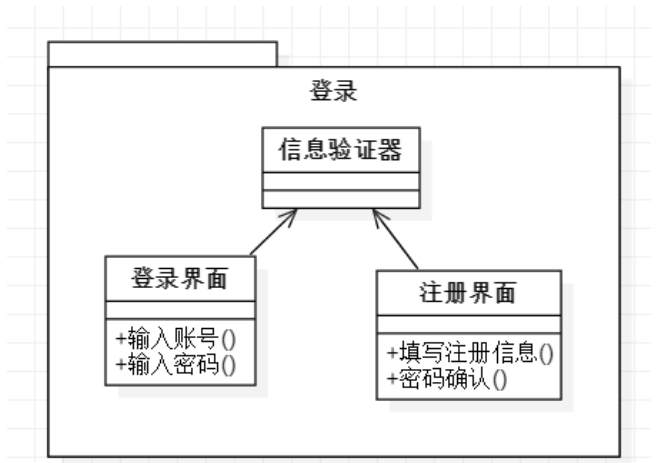 登录
信息验证器
登录界面
+输入账号()
+输入密码()
注册界面
+填写注册信息()
+密码确认()